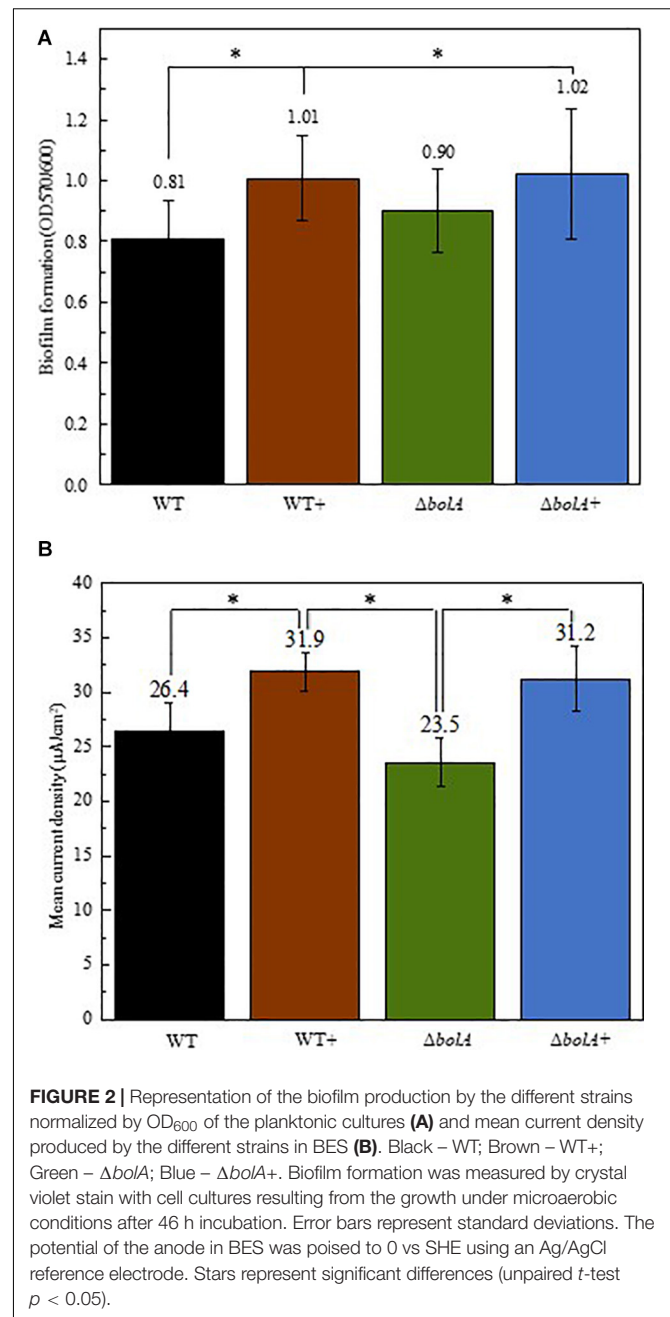 A
Biofilm formation (OD570/600)
1.4
1.2
1.0
0.8
0.6
0.4
0.2
0.0
*
*
0.81
1.01
0.90
1.02
WT
WT+
ΔbolA
ΔbolA+
B
Mean current density (µA/cm²)
40
35
30
25
20
15
10
5
0
*
*
*
26.4
31.9
23.5
31.2
WT
WT+
ΔbolA
ΔbolA+
FIGURE 2 | Representation of the biofilm production by the different strains
normalized by OD₆₀₀ of the planktonic cultures (A) and mean current density
produced by the different strains in BES (B). Black – WT; Brown – WT+;
Green – ΔbolA; Blue – ΔbolA+. Biofilm formation was measured by crystal
violet stain with cell cultures resulting from the growth under microaerobic
conditions after 46 h incubation. Error bars represent standard deviations. The
potential of the anode in BES was poised to 0 vs SHE using an Ag/AgCl
reference electrode. Stars represent significant differences (unpaired t-test
p < 0.05).